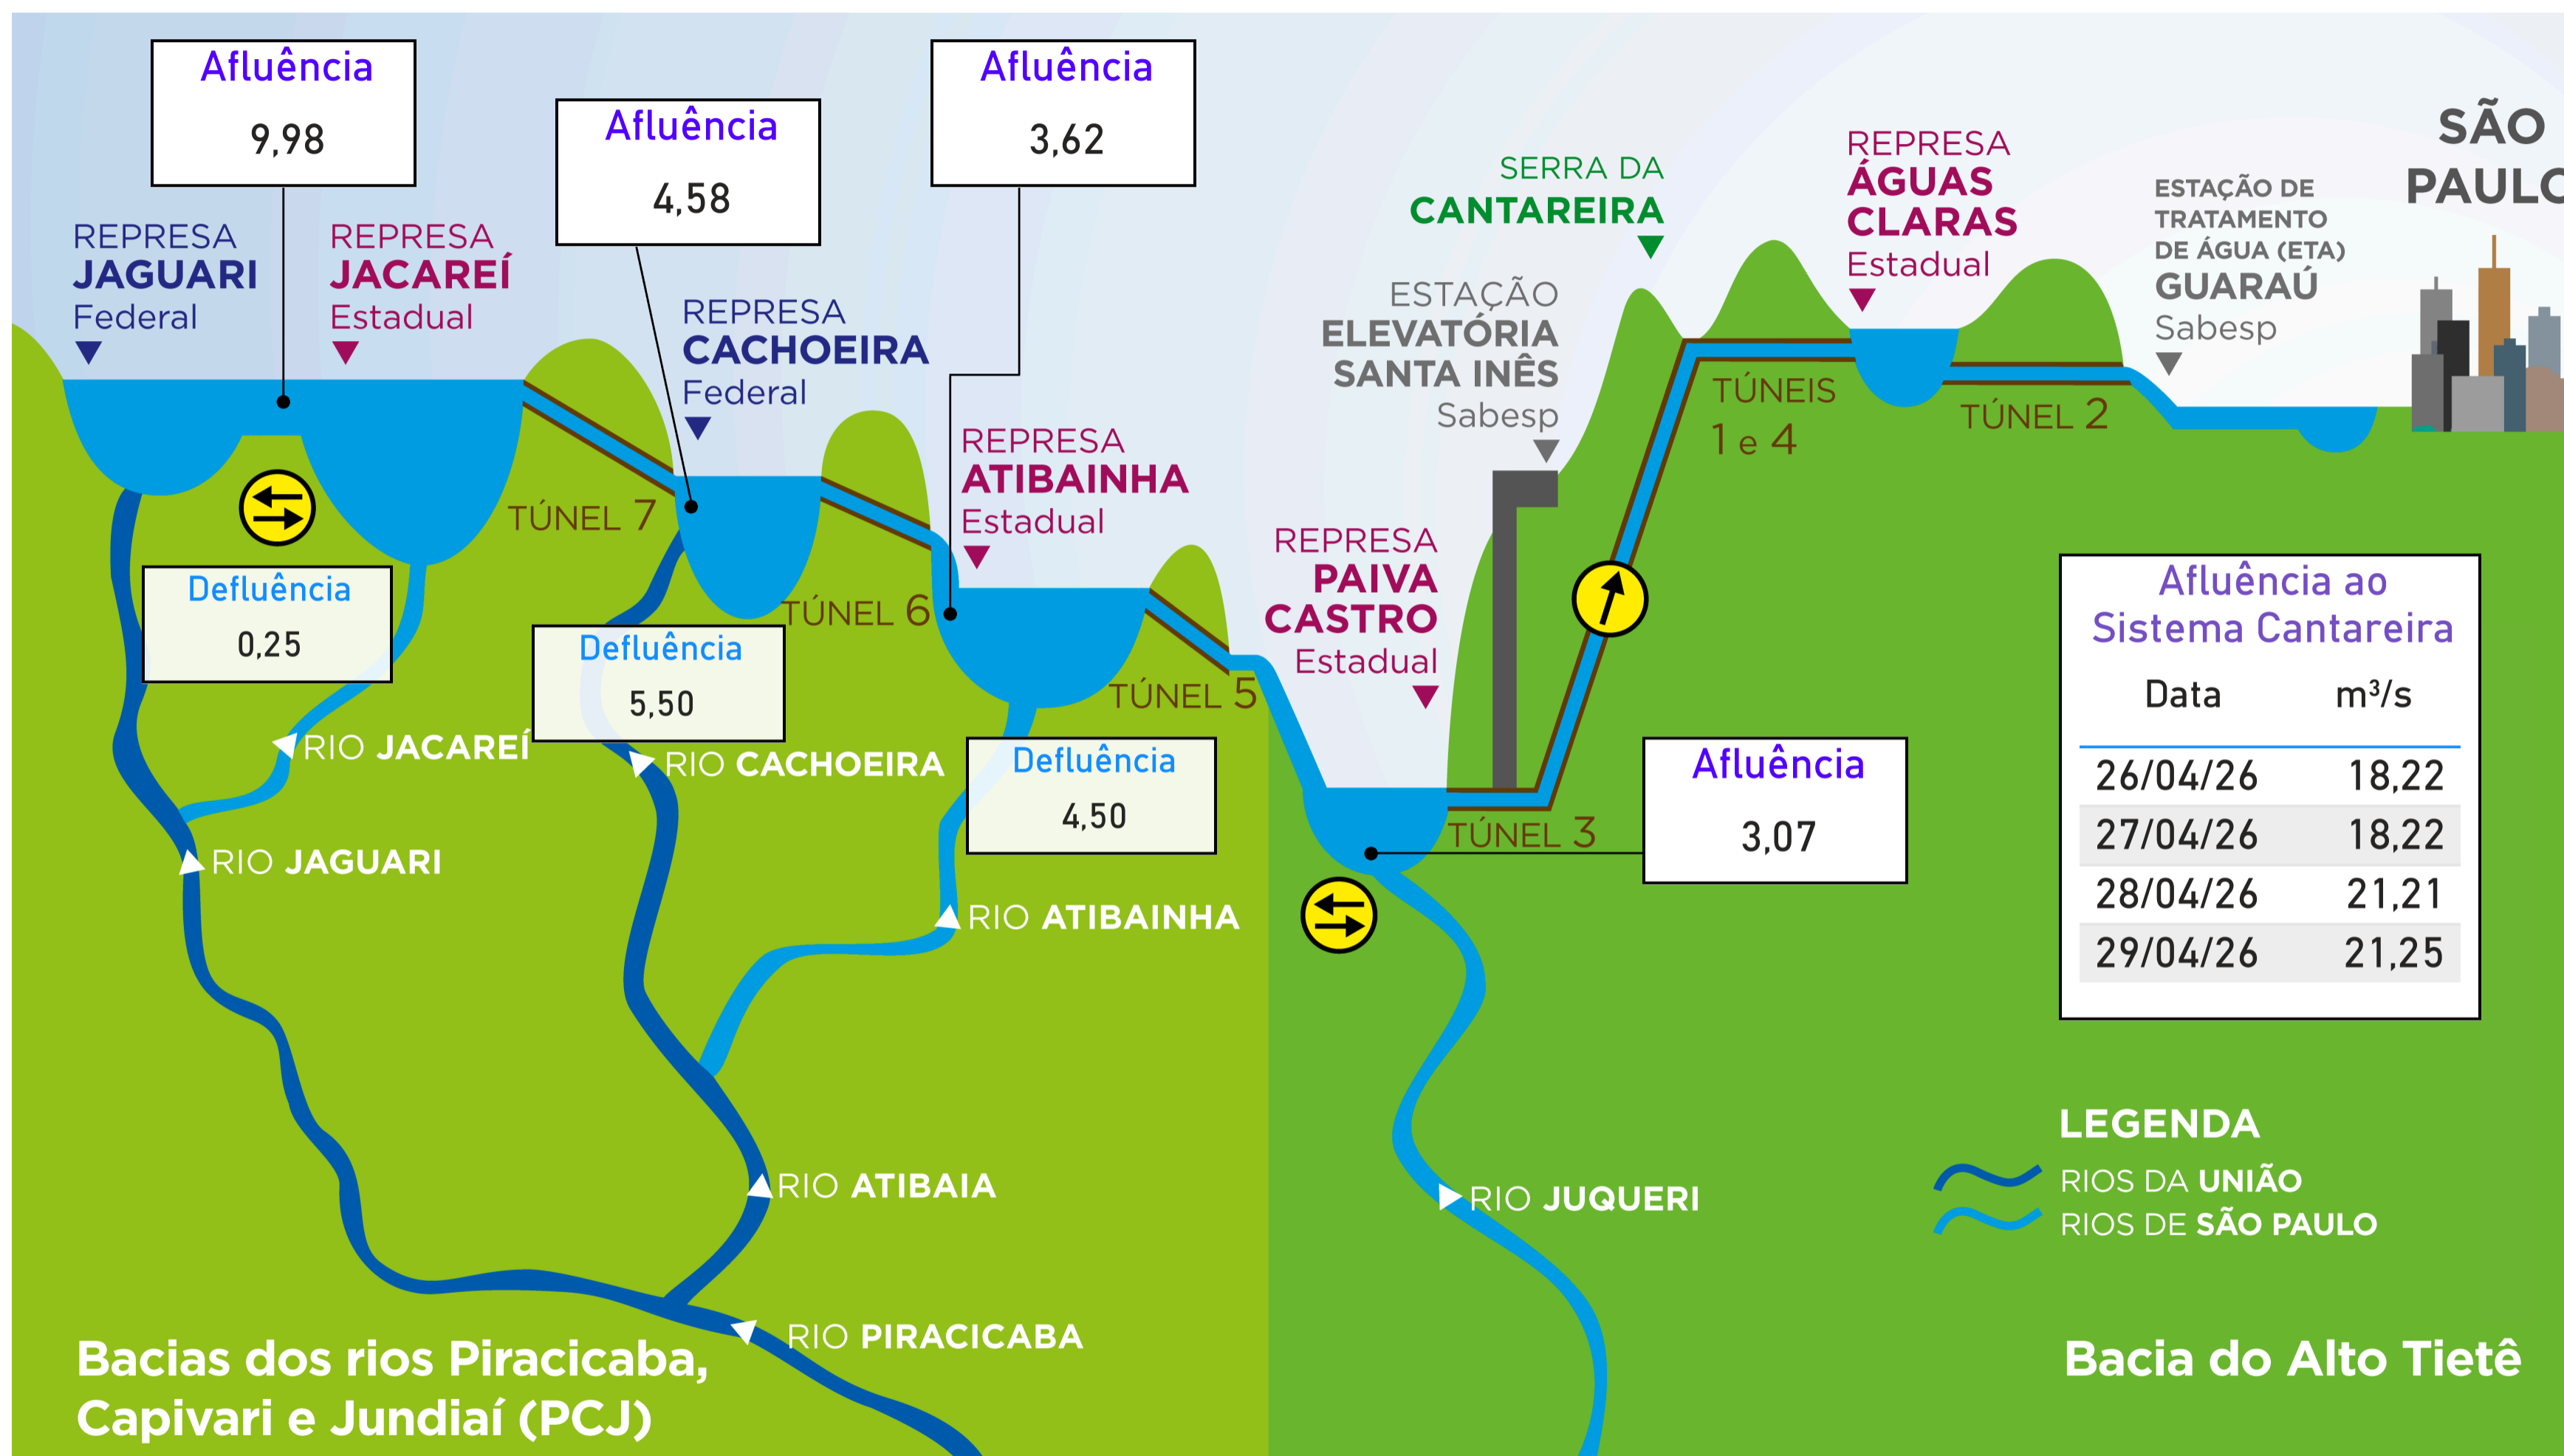 Afluência
9,98
Afluência
4,58
Afluência
3,62
REPRESA
JAGUARI
Federal
REPRESA
JACAREÍ
Estadual
REPRESA
CACHOEIRA
Federal
REPRESA
ATIBAINHA
Estadual
REPRESA
PAIVA
CASTRO
Estadual
SERRA DA
CANTAREIRA
ESTAÇÃO
ELEVATÓRIA
SANTA INÊS
Sabesp
REPRESA
ÁGUAS
CLARAS
Estadual
ESTAÇÃO DE
TRATAMENTO
DE ÁGUA (ETA)
GUARAÚ
Sabesp
SÃO
PAULO
TÚNEL 7
TÚNEL 6
TÚNEL 5
TÚNEL 3
TÚNEIS
1 e 4
TÚNEL 2
Defluência
0,25
Defluência
5,50
Defluência
4,50
Afluência
3,07
RIO JACAREÍ
RIO CACHOEIRA
RIO JAGUARI
RIO ATIBAINHA
RIO ATIBAIA
RIO JUQUERI
RIO PIRACICABA
Afluência ao
Sistema Cantareira
Data m³/s
26/04/26 18,22
27/04/26 18,22
28/04/26 21,21
29/04/26 21,25
LEGENDA
RIOS DA UNIÃO
RIOS DE SÃO PAULO
Bacias dos rios Piracicaba,
Capivari e Jundiaí (PCJ)
Bacia do Alto Tietê